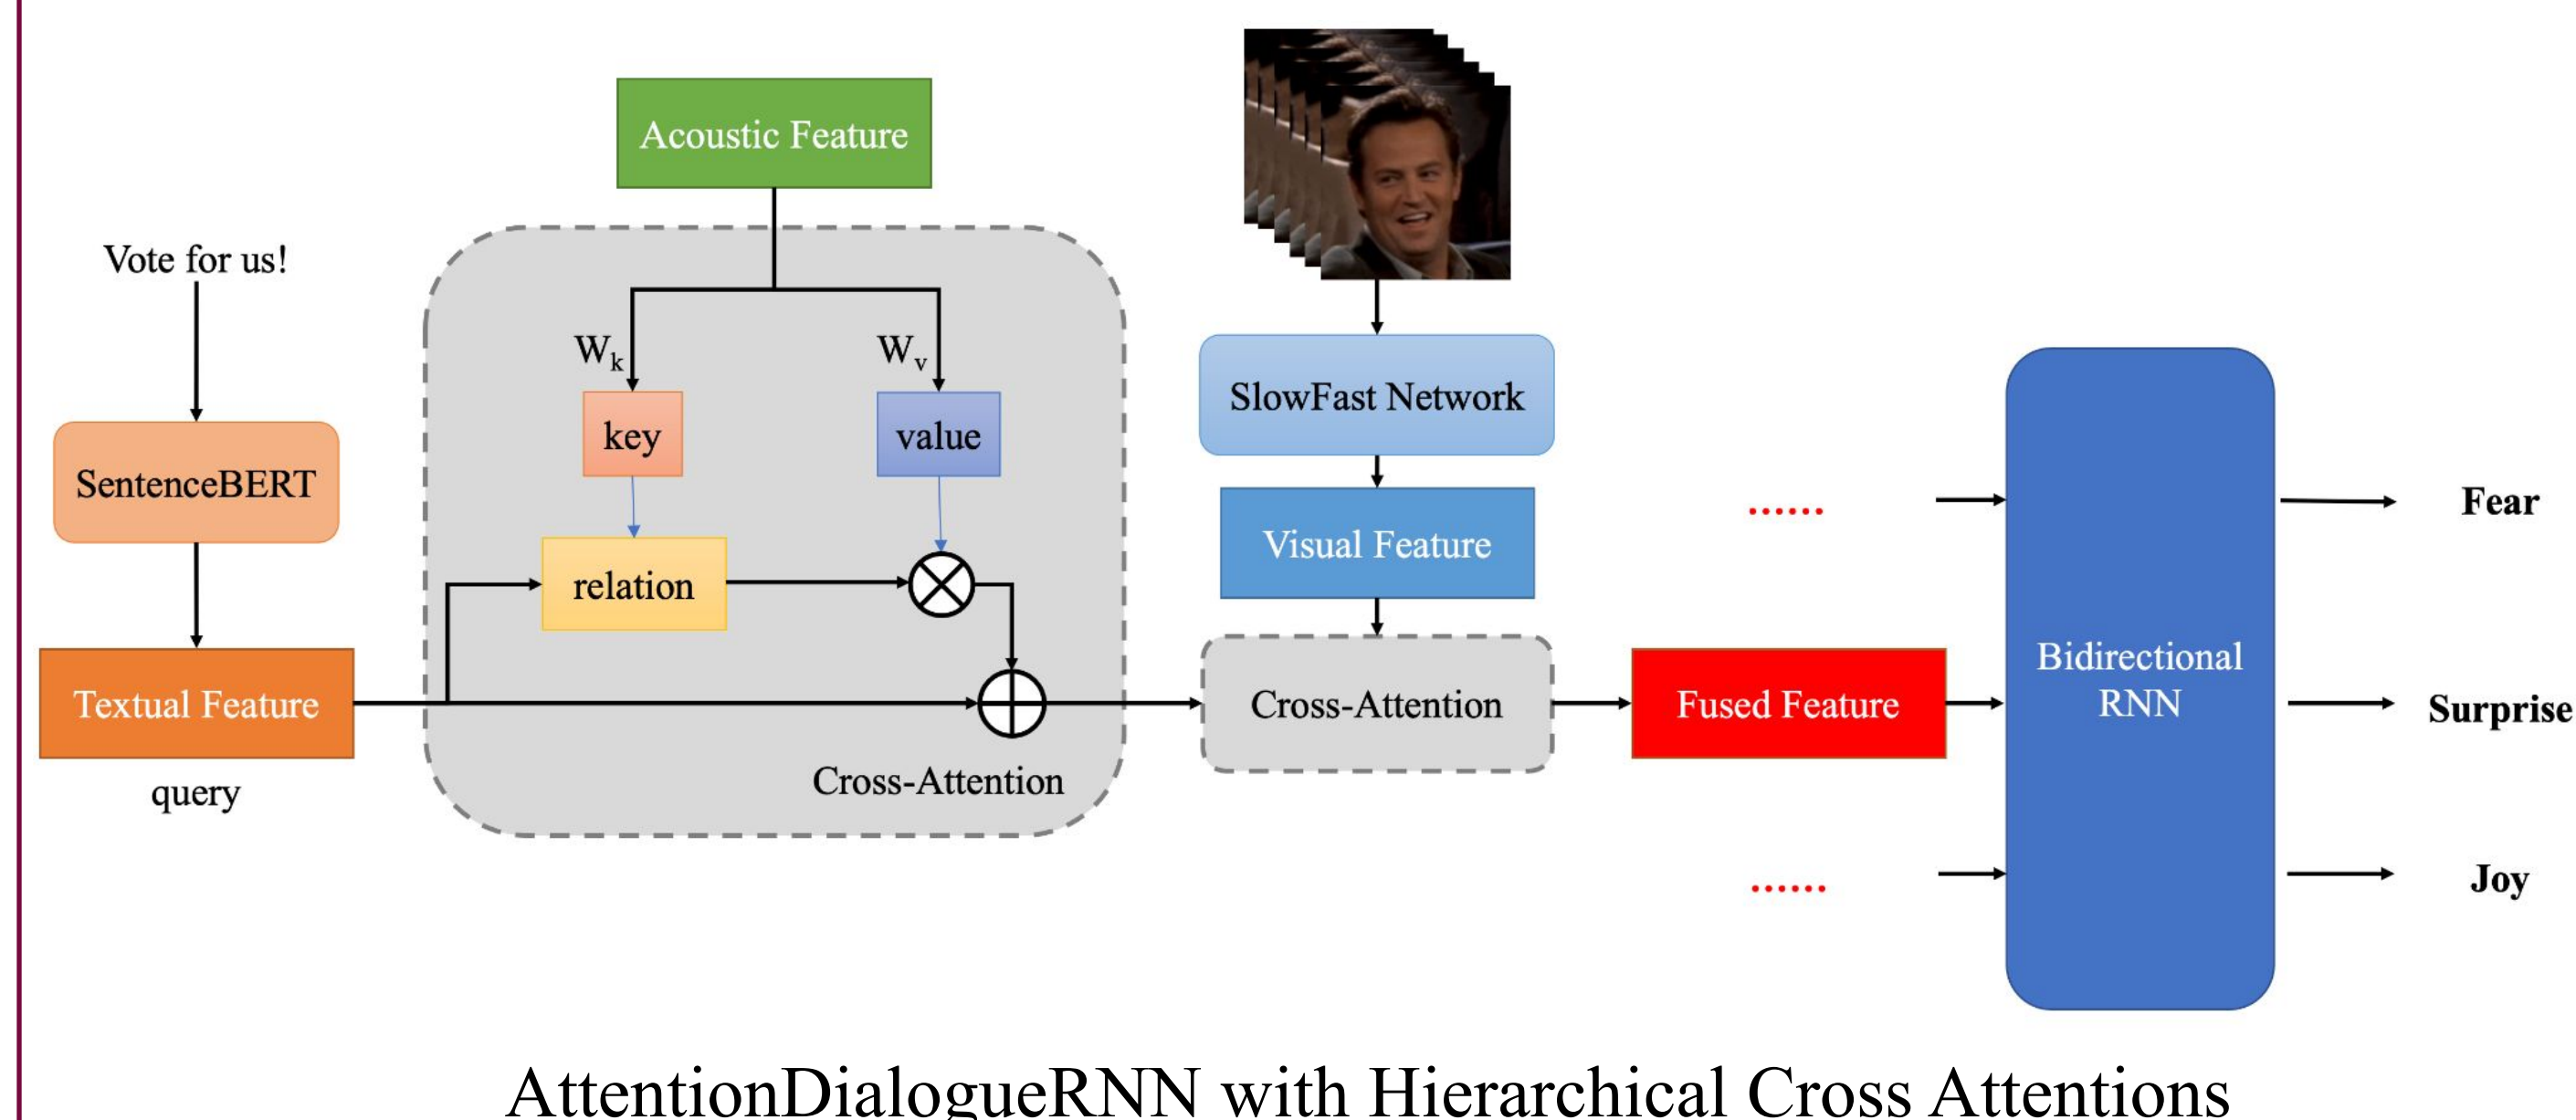 Vote for us!
SentenceBERT
Textual Feature
query
Acoustic Feature
Wk
Wv
key
value
relation
Cross-Attention
SlowFast Network
Visual Feature
Cross-Attention
......
Fused Feature
......
Bidirectional
RNN
Fear
Surprise
Joy
AttentionDialogueRNN with Hierarchical Cross Attentions